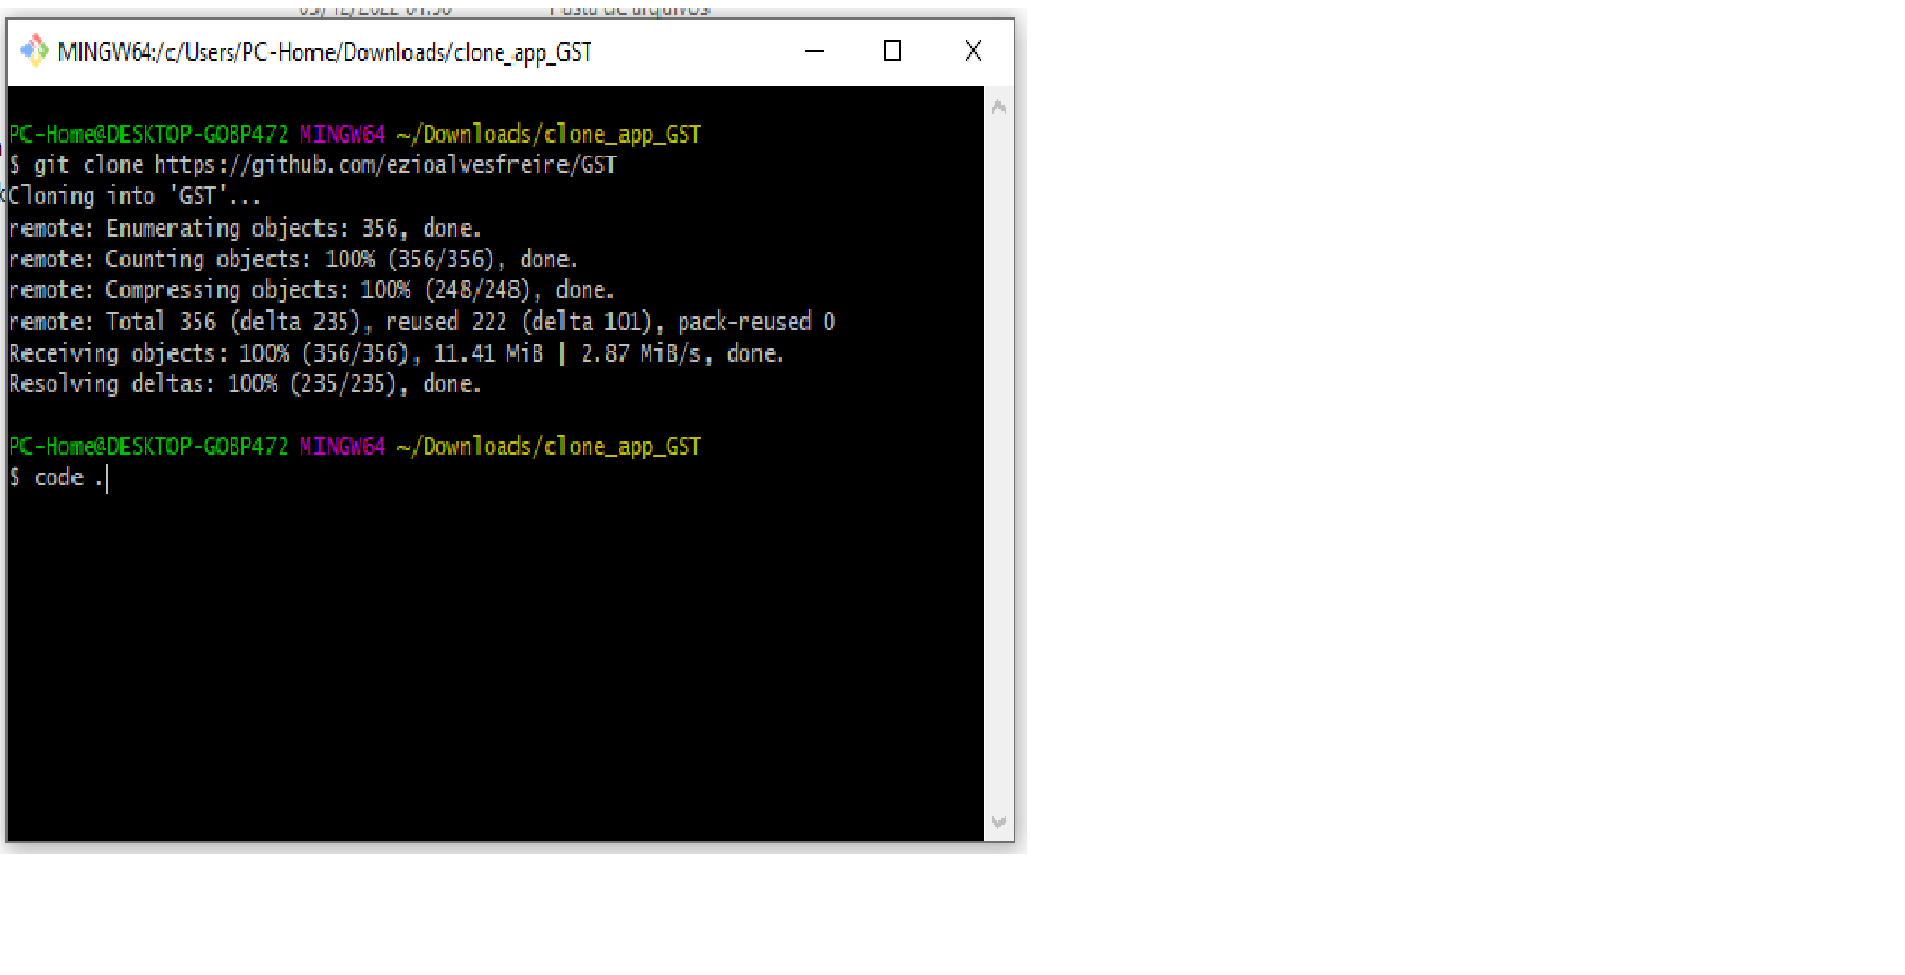 MINGW64:/c/Users/PC-Home/Downloads/clone_app_GST
PC-Home@DESKTOP-GOBP472 MINGW64 ~/Downloads/clone_app_GST
$ git clone https://github.com/ezioalvesfreire/GST
Cloning into 'GST'...
remote: Enumerating objects: 356, done.
remote: Counting objects: 100% (356/356), done.
remote: Compressing objects: 100% (248/248), done.
remote: Total 356 (delta 235), reused 222 (delta 101), pack-reused 0
Receiving objects: 100% (356/356), 11.41 MiB | 2.87 MiB/s, done.
Resolving deltas: 100% (235/235), done.
PC-Home@DESKTOP-GOBP472 MINGW64 ~/Downloads/clone_app_GST
$ code .